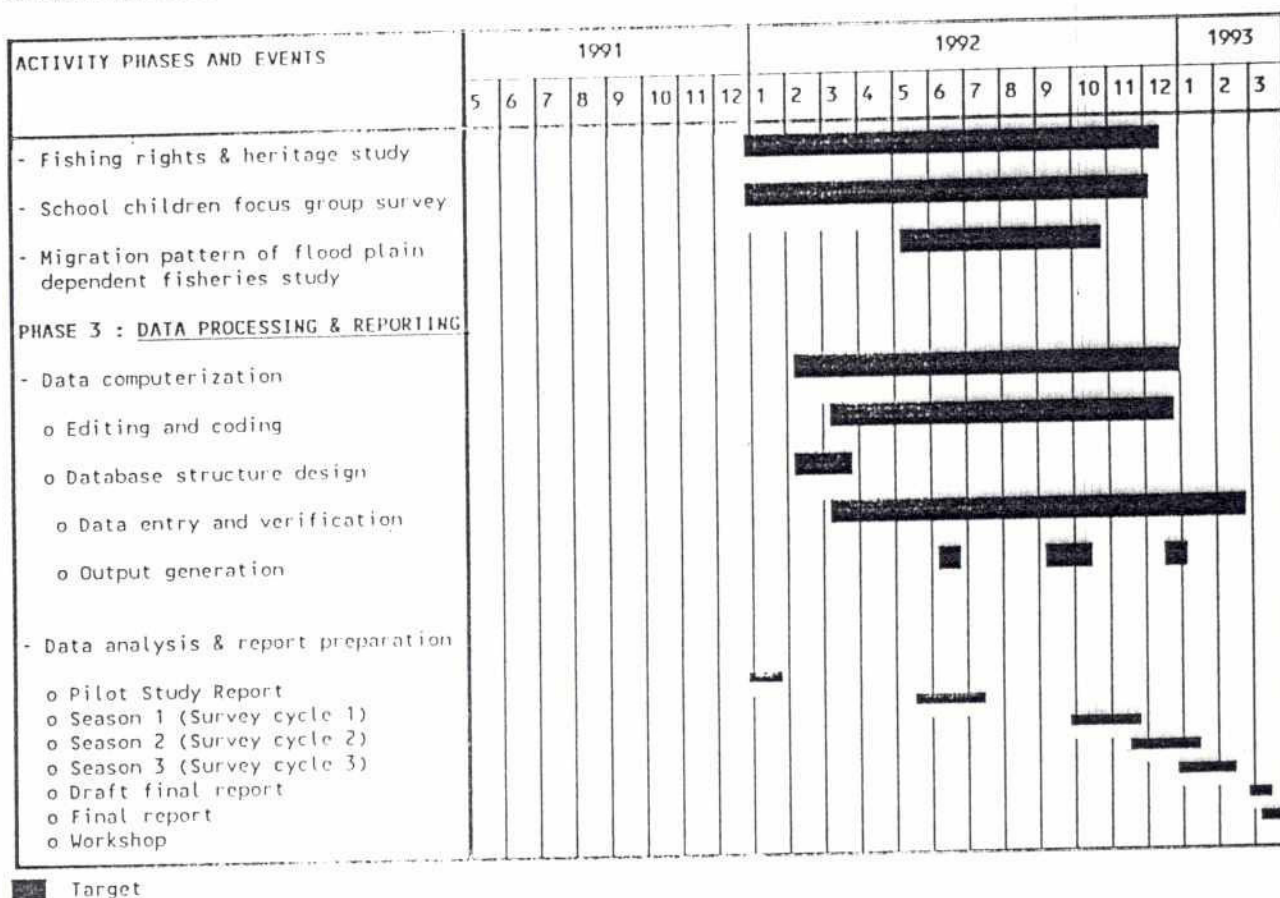 ACTIVITY PHASES AND EVENTS
1991 1992 1993
5 6 7 8 9 10 11 12 1 2 3 4 5 6 7 8 9 10 11 12 1 2 3
- Fishing rights & heritage study
- School children focus group survey
- Migration pattern of flood plain
dependent fisheries study
PHASE 3 : DATA PROCESSING & REPORTING
- Data computerization
o Editing and coding
o Database structure design
o Data entry and verification
o Output generation
- Data analysis & report preparation
o Pilot Study Report
o Season 1 (Survey cycle 1)
o Season 2 (Survey cycle 2)
o Season 3 (Survey cycle 3)
o Draft final report
o Final report
o Workshop
Target